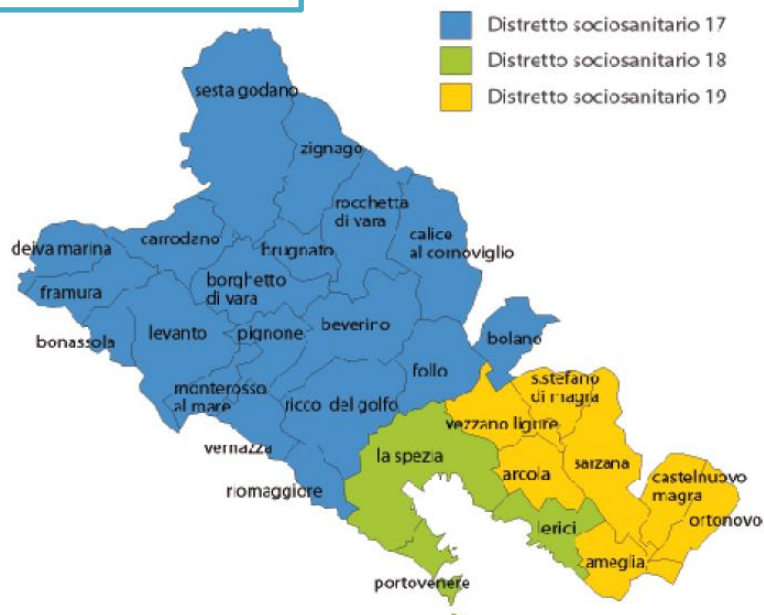 Distretto sociosanitario 17
Distretto sociosanitario 18
Distretto sociosanitario 19
sesta godano
zignago
rocchetta
di vara
calice
al cornoviglio
carrodano
deiva marina
brugnato
framura
borghetto
di vara
bonassola
levanto
pignone
beverino
bolano
follo
monterosso
al mare
ricco del golfo
s.stefano
di magra
vezzano ligure
vernazza
la spezia
arcola
sarzana
castelnuovo
magra
riomaggiore
ortonovo
lerici
ameglia
portovenere